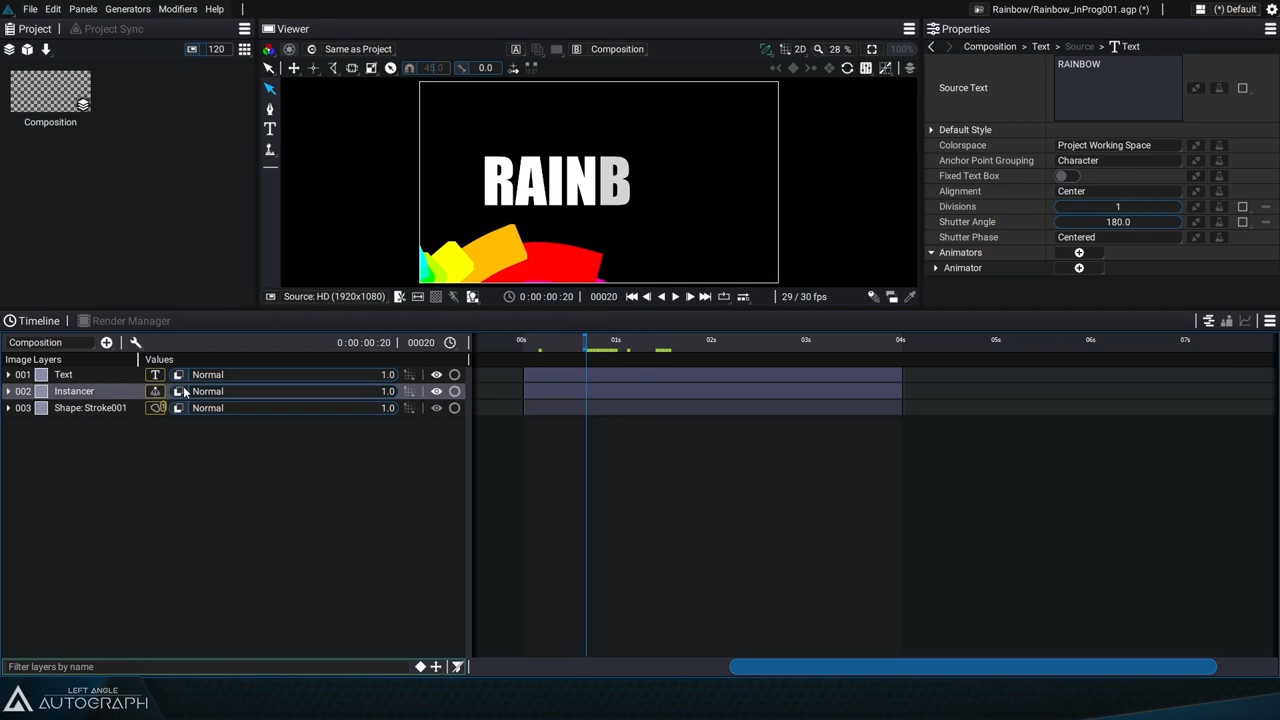 File Edit Panels Generators Modifiers Help Rainbow/Rainbow_InProg001.agp (*) (*) Default
Project Project Sync Viewer Properties
120 Same as Project A B Composition 2D 28 % 100% Composition > Text > Source > Text
45.0 0.0
Composition
RAINBOW
Source Text
Default Style
Colorspace Project Working Space
Anchor Point Grouping Character
Fixed Text Box
Alignment Center
Divisions 1
Shutter Angle 180.0
Shutter Phase Centered
Animators
Animator
RAINB
Source: HD (1920x1080) 0:00:00:20 00020 29 / 30 fps
Timeline Render Manager
Composition 0:00:00:20 00020 00s 01s 02s 03s 04s 05s 06s 07s
Image Layers Values
001 Text T Normal 1.0
002 Instancer Normal 1.0
003 Shape: Stroke001 Normal 1.0
Filter layers by name
LEFT ANGLE
AUTOGRAPH